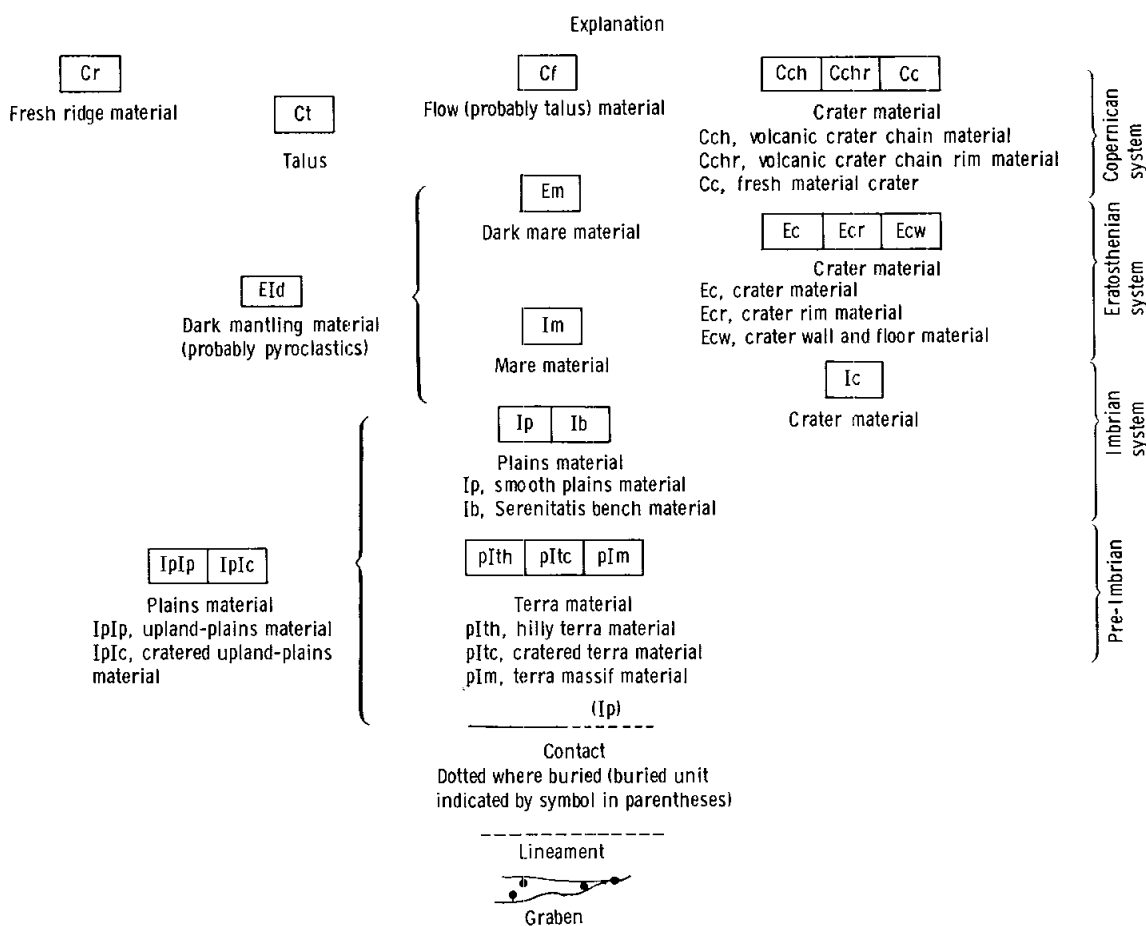 Explanation
Cr
Fresh ridge material
Ct
Talus
Cf
Flow (probably talus) material
Cch Cchr Cc
Crater material
Cch, volcanic crater chain material
Cchr, volcanic crater chain rim material
Cc, fresh material crater
Copernican
system
Em
Dark mare material
EId
Dark mantling material
(probably pyroclastics)
Im
Mare material
Ec Ecr Ecw
Crater material
Ec, crater material
Ecr, crater rim material
Ecw, crater wall and floor material
Eratosthenian
system
Ic
Crater material
Ip Ib
Plains material
Ip, smooth plains material
Ib, Serenitatis bench material
Imbrian
system
IpIp IpIc
Plains material
IpIp, upland-plains material
IpIc, cratered upland-plains
material
pIth pItc pIm
Terra material
pIth, hilly terra material
pItc, cratered terra material
pIm, terra massif material
Pre-Imbrian
(Ip)
Contact
Dotted where buried (buried unit
indicated by symbol in parentheses)
Lineament
Graben